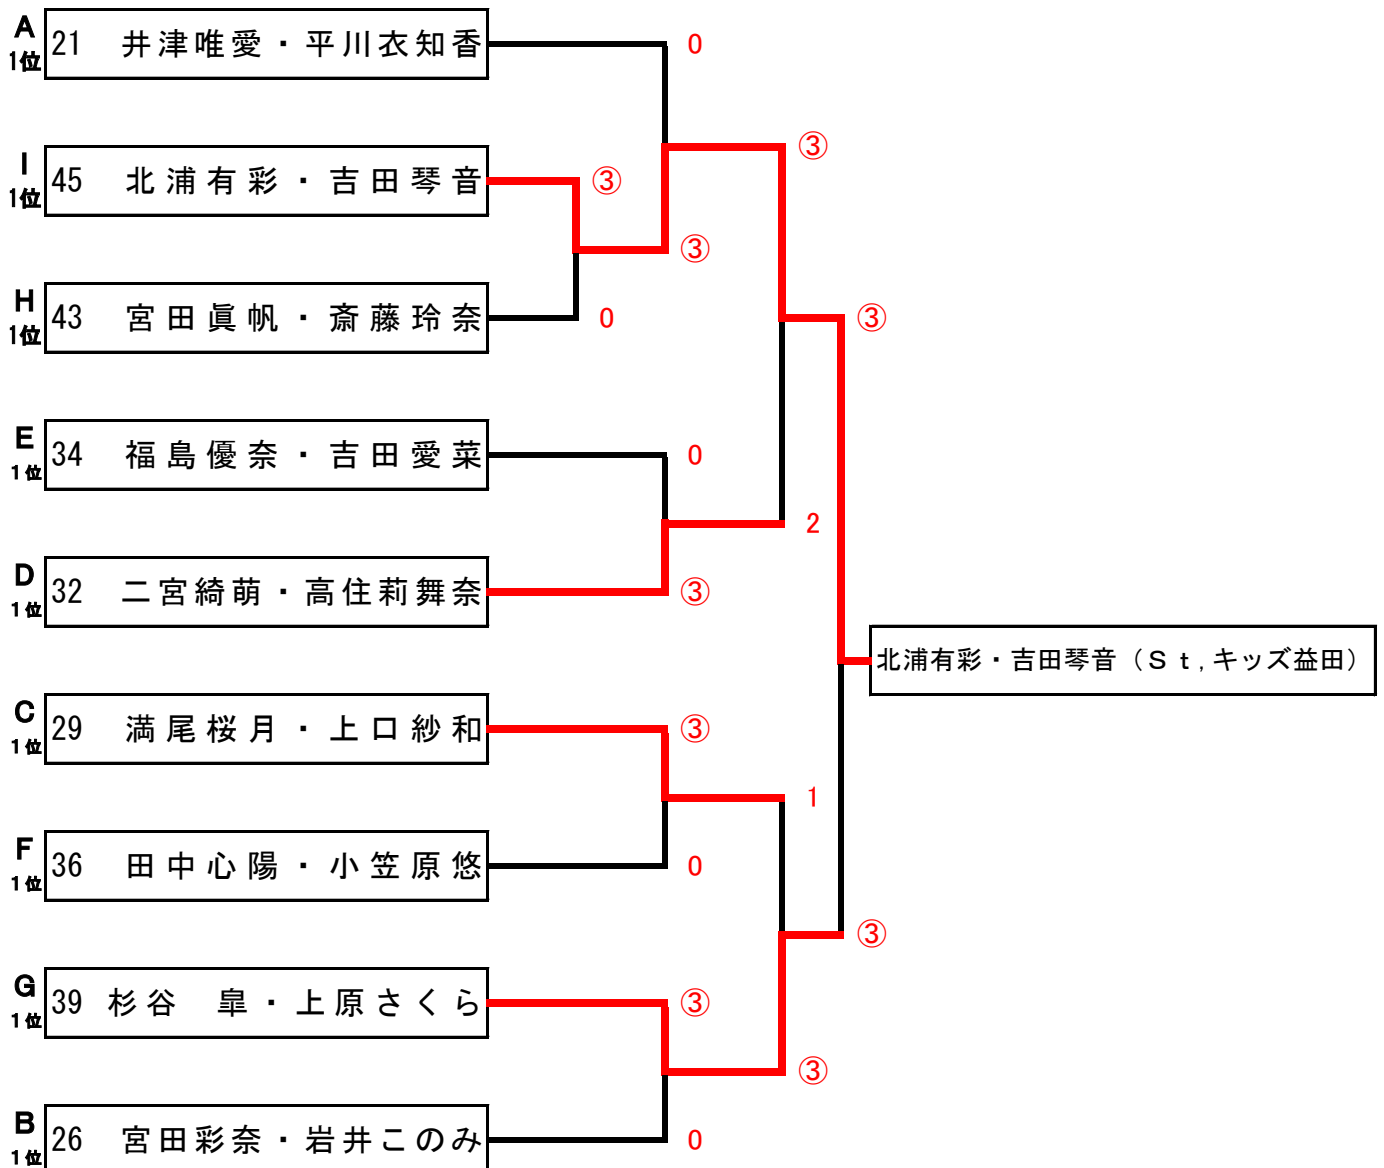 A
1位
21 井津唯愛・平川衣知香
0
③
I
1位
45 北浦有彩・吉田琴音
③
③
H
1位
43 宮田眞帆・斎藤玲奈
0
③
E
1位
34 福島優奈・吉田愛菜
0
2
D
1位
32 二宮綺萌・高住莉舞奈
③
北浦有彩・吉田琴音（Ｓｔ,キッズ益田）
C
1位
29 満尾桜月・上口紗和
③
1
F
1位
36 田中心陽・小笠原悠
0
③
G
1位
39 杉谷 皐・上原さくら
③
③
B
1位
26 宮田彩奈・岩井このみ
0